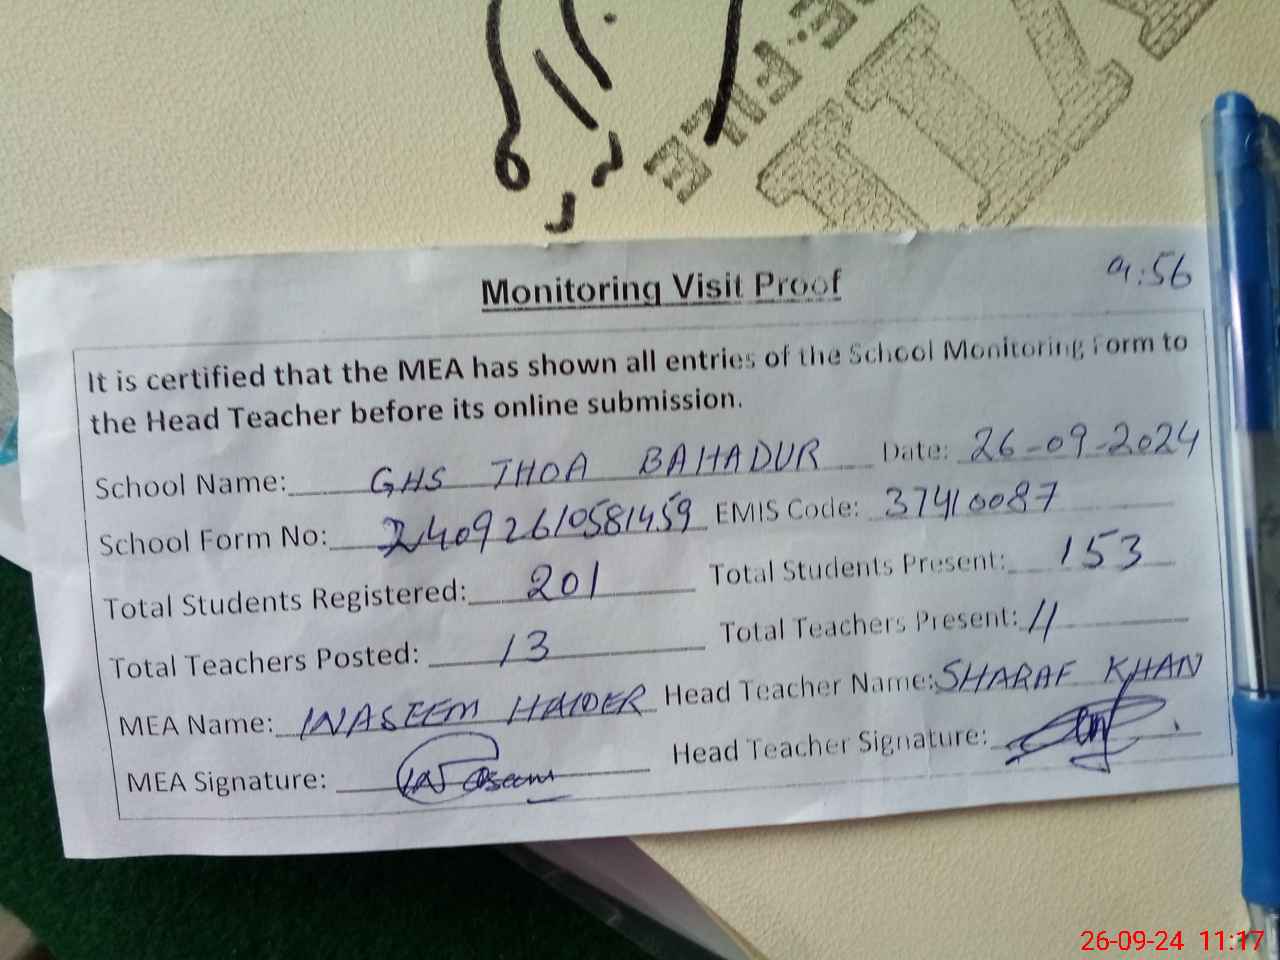 E-FILE
Monitoring Visit Proof
9:56
It is certified that the MEA has shown all entries of the School Monitoring Form to
the Head Teacher before its online submission.
School Name: GHS THOA BAHADUR Date: 26-09-2024
School Form No: 24092610581459 EMIS Code: 37410087
Total Students Registered: 201 Total Students Present: 153
Total Teachers Posted: 13 Total Teachers Present: 11
MEA Name: WASEEM HAIDER Head Teacher Name: SHARAF KHAN
MEA Signature: Waseem Head Teacher Signature:
26-09-24 11:17